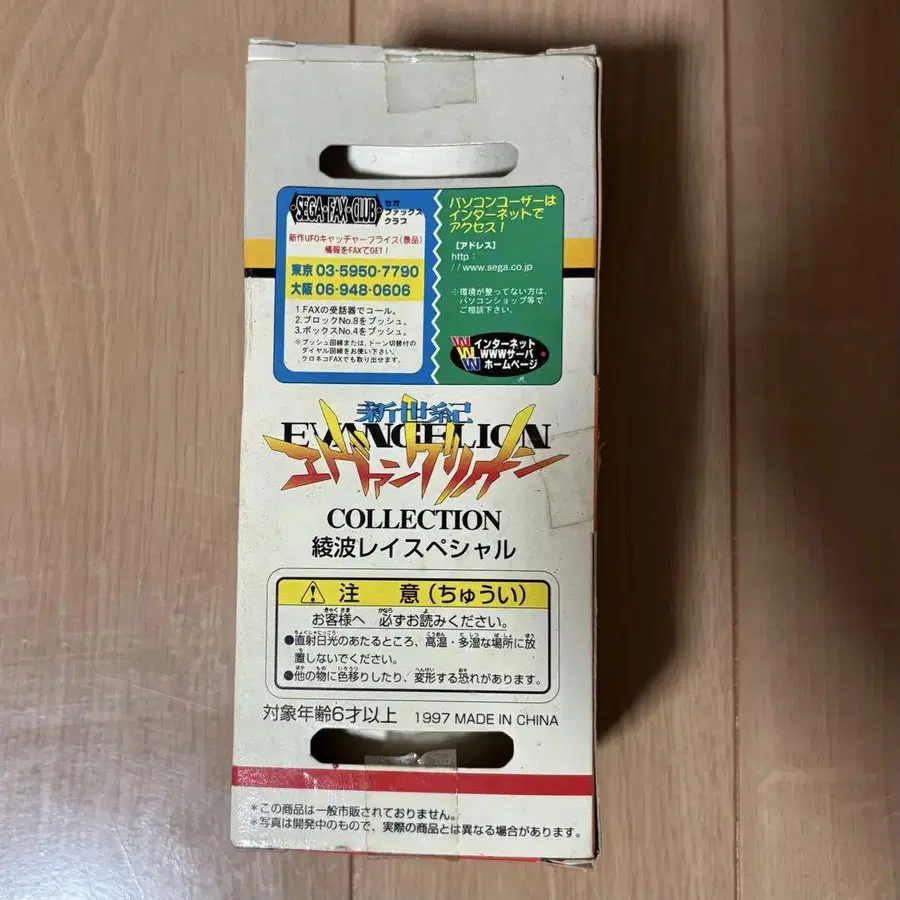 SEGA・FAX・CLUB
セガ
ファックス
クラブ
新作UFOキャッチャープライズ(景品)
情報をFAXでGET!
東京 03-5950-7790
大阪 06-948-0606
1.FAXの受話器でコール。
2.ブロックNo.8をプッシュ。
3.ボックスNo.4をプッシュ。
※プッシュ回線または、トーン切替付の
ダイヤル回線をお使い下さい。
クロネコFAXでも取り出せます。
パソコンユーザーは
インターネットで
アクセス!
【アドレス】
http:
//www.sega.co.jp
※環境が整ってない方は、
パソコンショップ等で
ご相談下さい。
WWW
インターネット
WWWサーバ
ホームページ
新世紀
EVANGELION
ヱヴァンゲリヲン
COLLECTION
綾波レイスペシャル
注 意(ちゅうい)
お客様へ 必ずお読みください。
●直射日光のあたるところ、高温・多湿な場所に放
置しないでください。
●他の物に色移りしたり、変形する恐れがあります。
対象年齢6才以上 1997 MADE IN CHINA
*この商品は一般市販されておりません。
*写真は開発中のもので、実際の商品とは異なる場合があります。